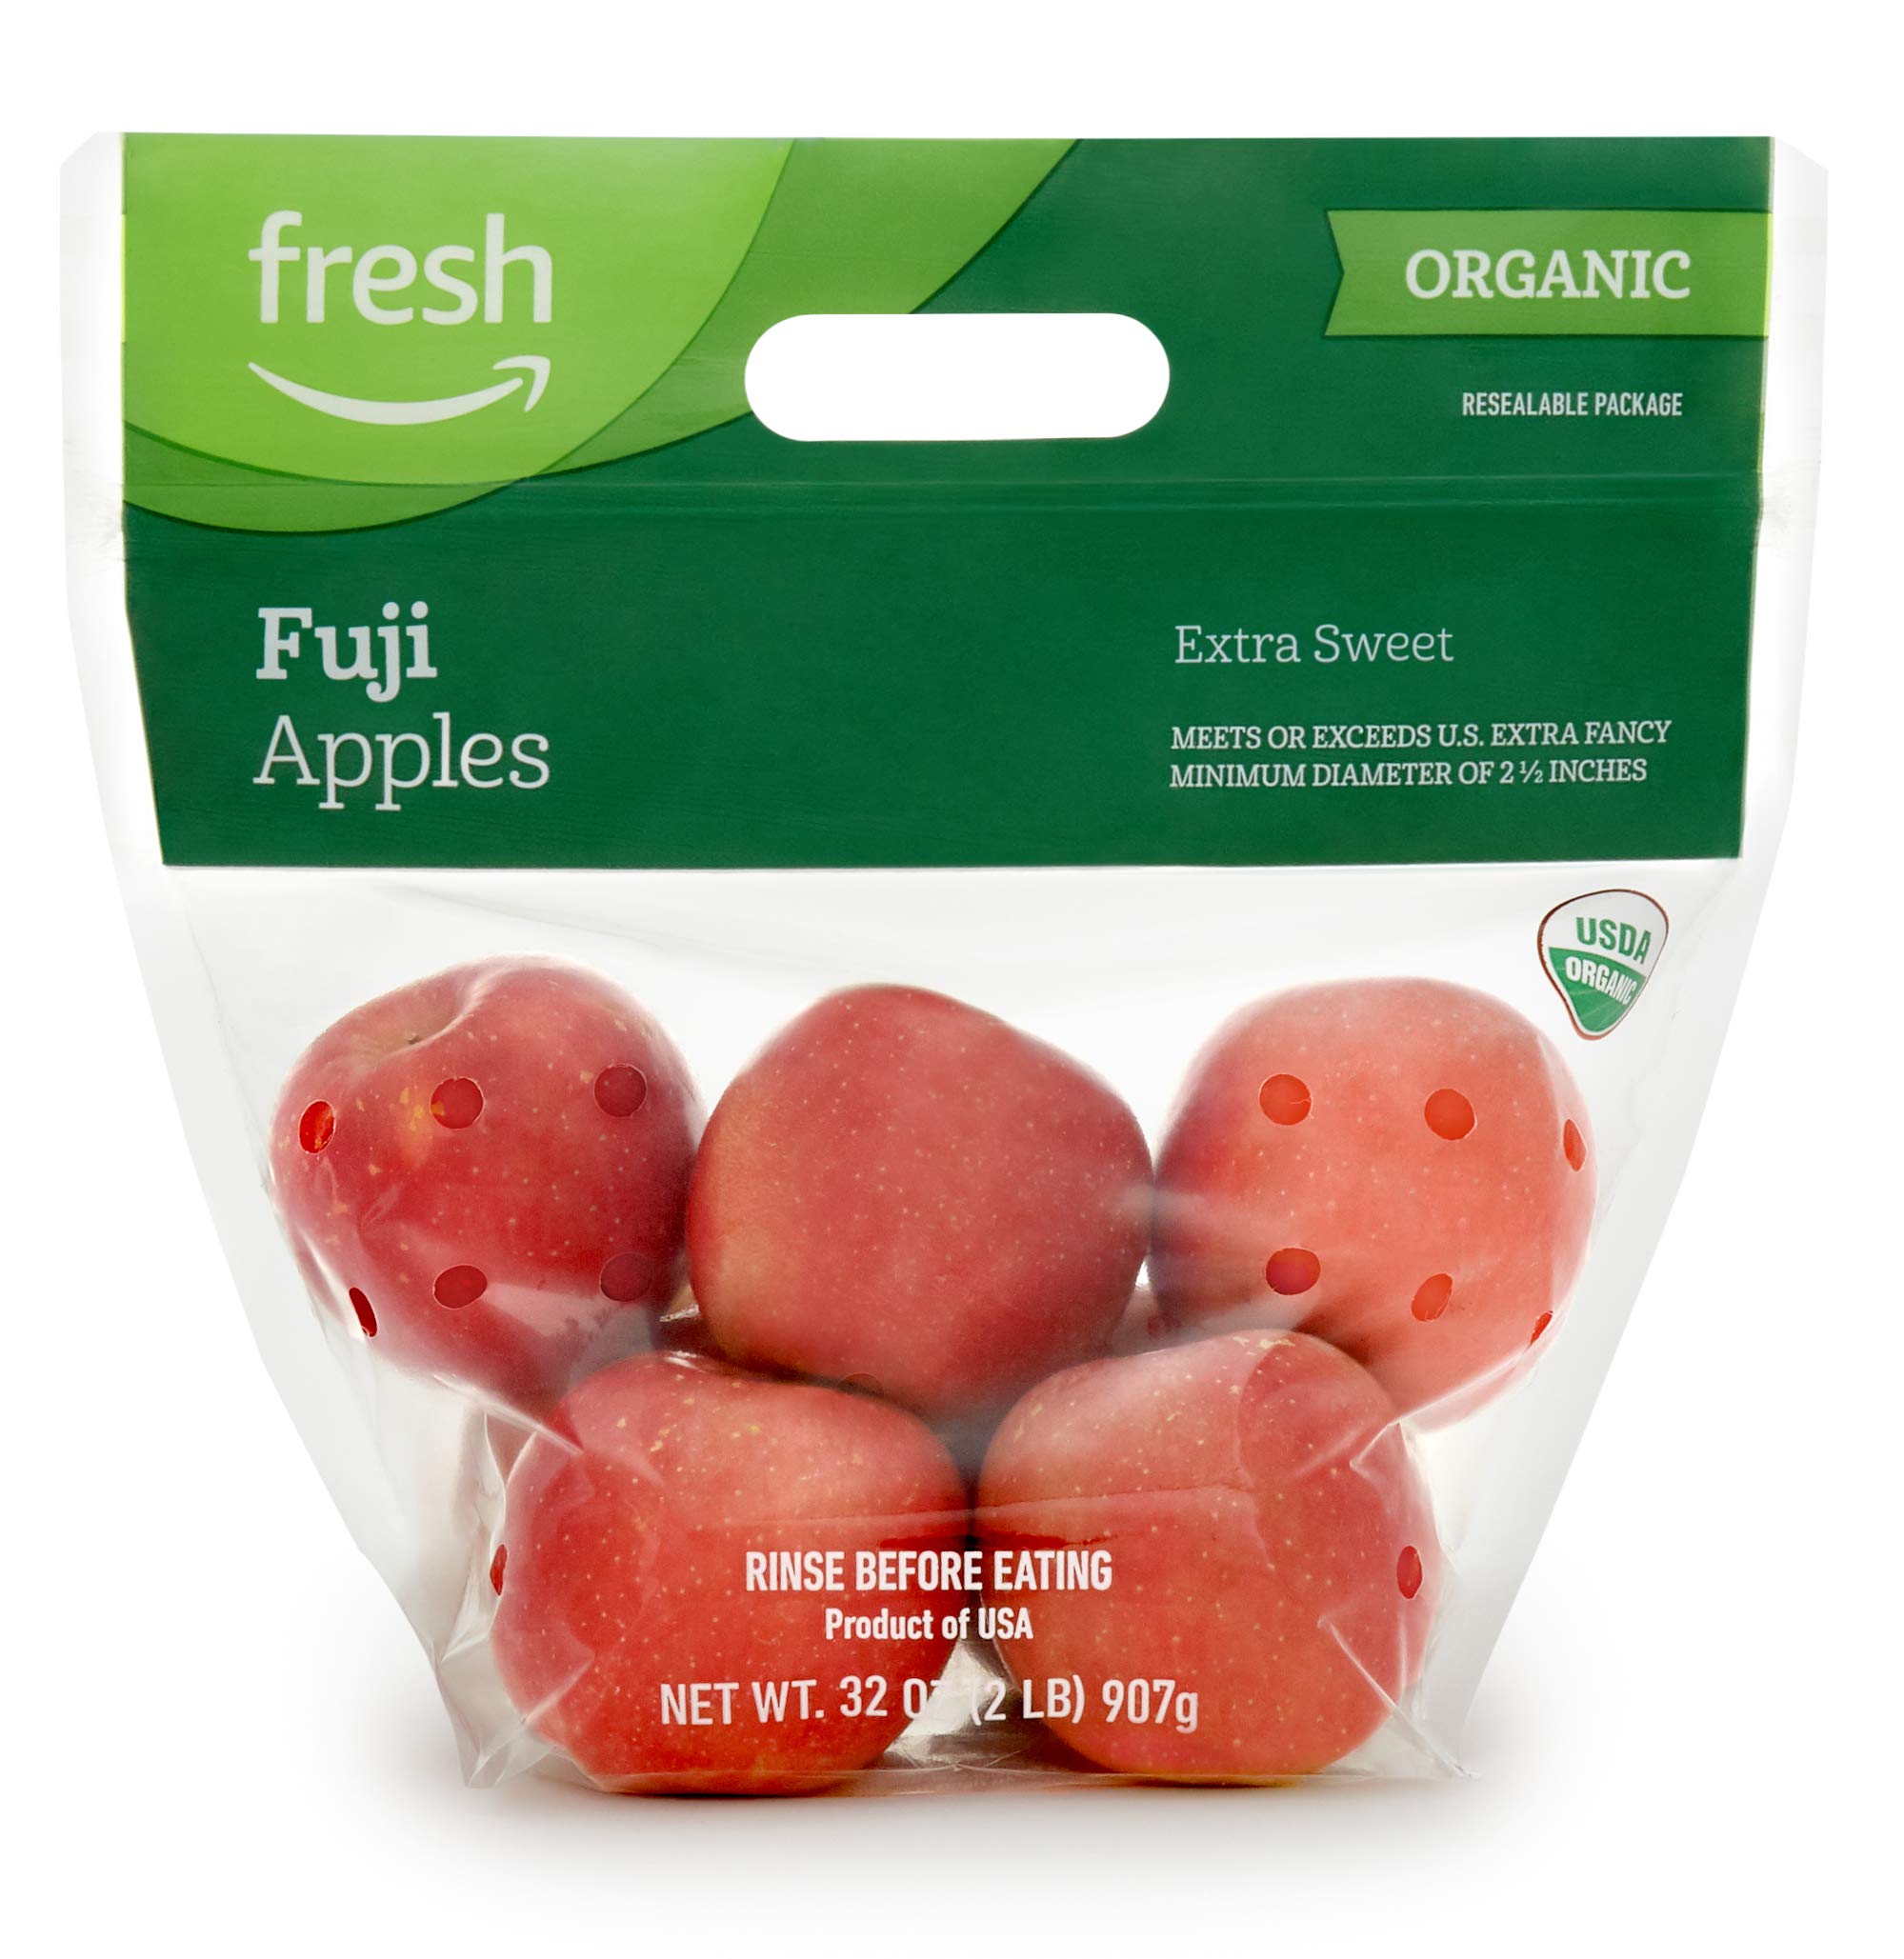 fresh
ORGANIC
RESEALABLE PACKAGE
Fuji
Apples
Extra Sweet
MEETS OR EXCEEDS U.S. EXTRA FANCY
MINIMUM DIAMETER OF 2 ½ INCHES
USDA
ORGANIC
RINSE BEFORE EATING
Product of USA
NET WT. 32 OZ (2 LB) 907g